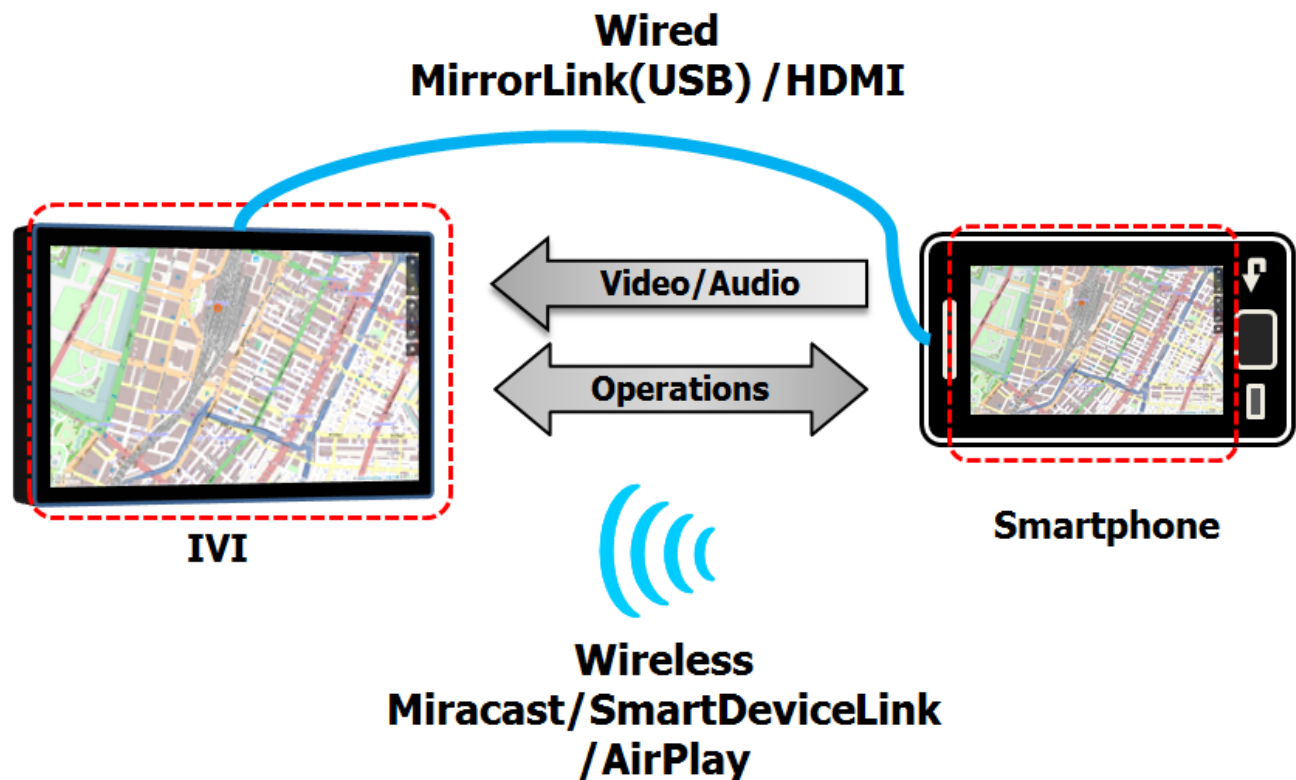 Wired
MirrorLink(USB) /HDMI
Video/Audio
Operations
IVI
Smartphone
Wireless
Miracast/SmartDeviceLink
/AirPlay